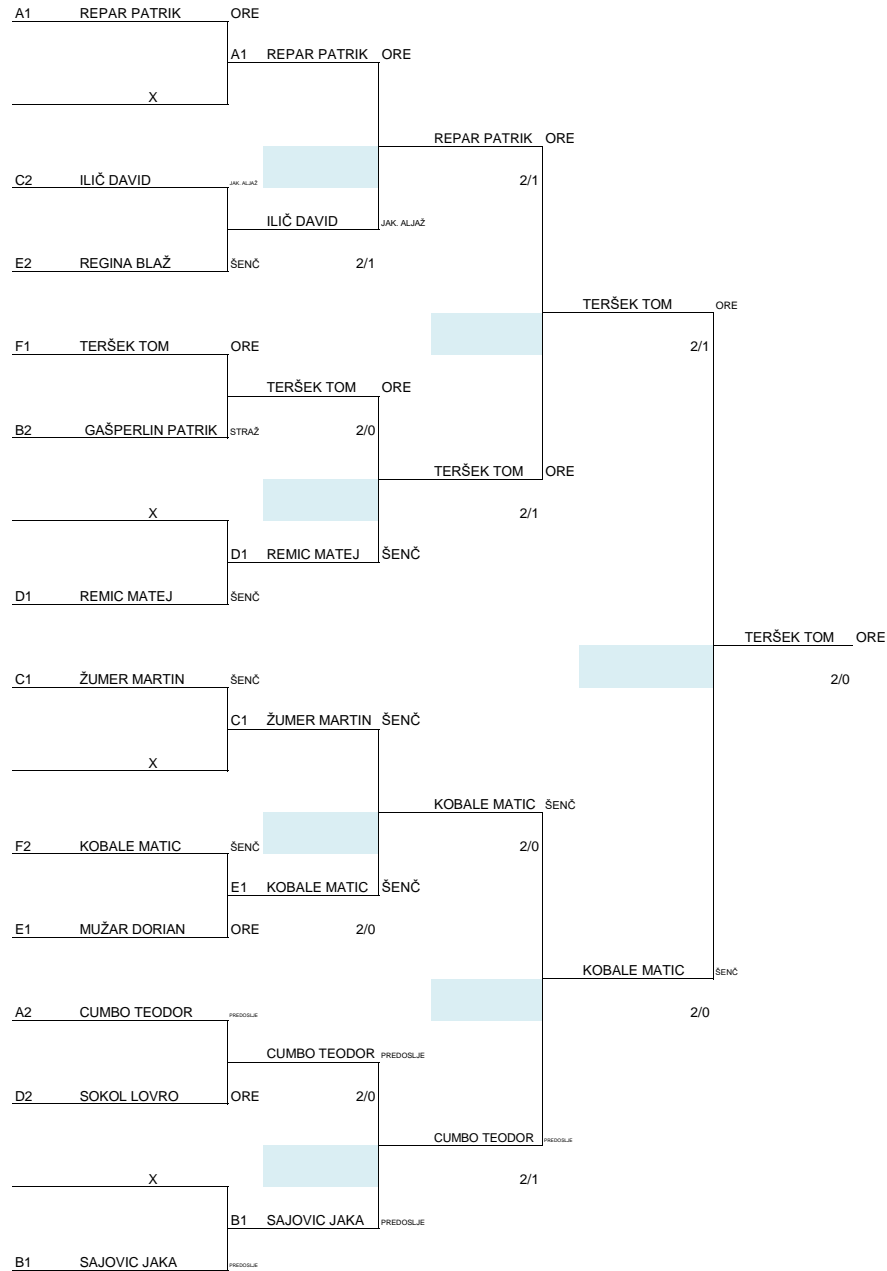 A1 REPAR PATRIK ORE
A1 REPAR PATRIK ORE
X
REPAR PATRIK ORE
C2 ILIČ DAVID JAK. ALJAŽ 2/1
ILIČ DAVID JAK. ALJAŽ
E2 REGINA BLAŽ ŠENČ 2/1
TERŠEK TOM ORE
F1 TERŠEK TOM ORE 2/1
TERŠEK TOM ORE
B2 GAŠPERLIN PATRIK STRAŽ 2/0
TERŠEK TOM ORE
X 2/1
D1 REMIC MATEJ ŠENČ
D1 REMIC MATEJ ŠENČ
TERŠEK TOM ORE
C1 ŽUMER MARTIN ŠENČ 2/0
C1 ŽUMER MARTIN ŠENČ
X
KOBALE MATIC ŠENČ
F2 KOBALE MATIC ŠENČ 2/0
E1 KOBALE MATIC ŠENČ
E1 MUŽAR DORIAN ORE 2/0
KOBALE MATIC ŠENČ
A2 CUMBO TEODOR PREDOSLJE 2/0
CUMBO TEODOR PREDOSLJE
D2 SOKOL LOVRO ORE 2/0
CUMBO TEODOR PREDOSLJE
X 2/1
B1 SAJOVIC JAKA PREDOSLJE
B1 SAJOVIC JAKA PREDOSLJE